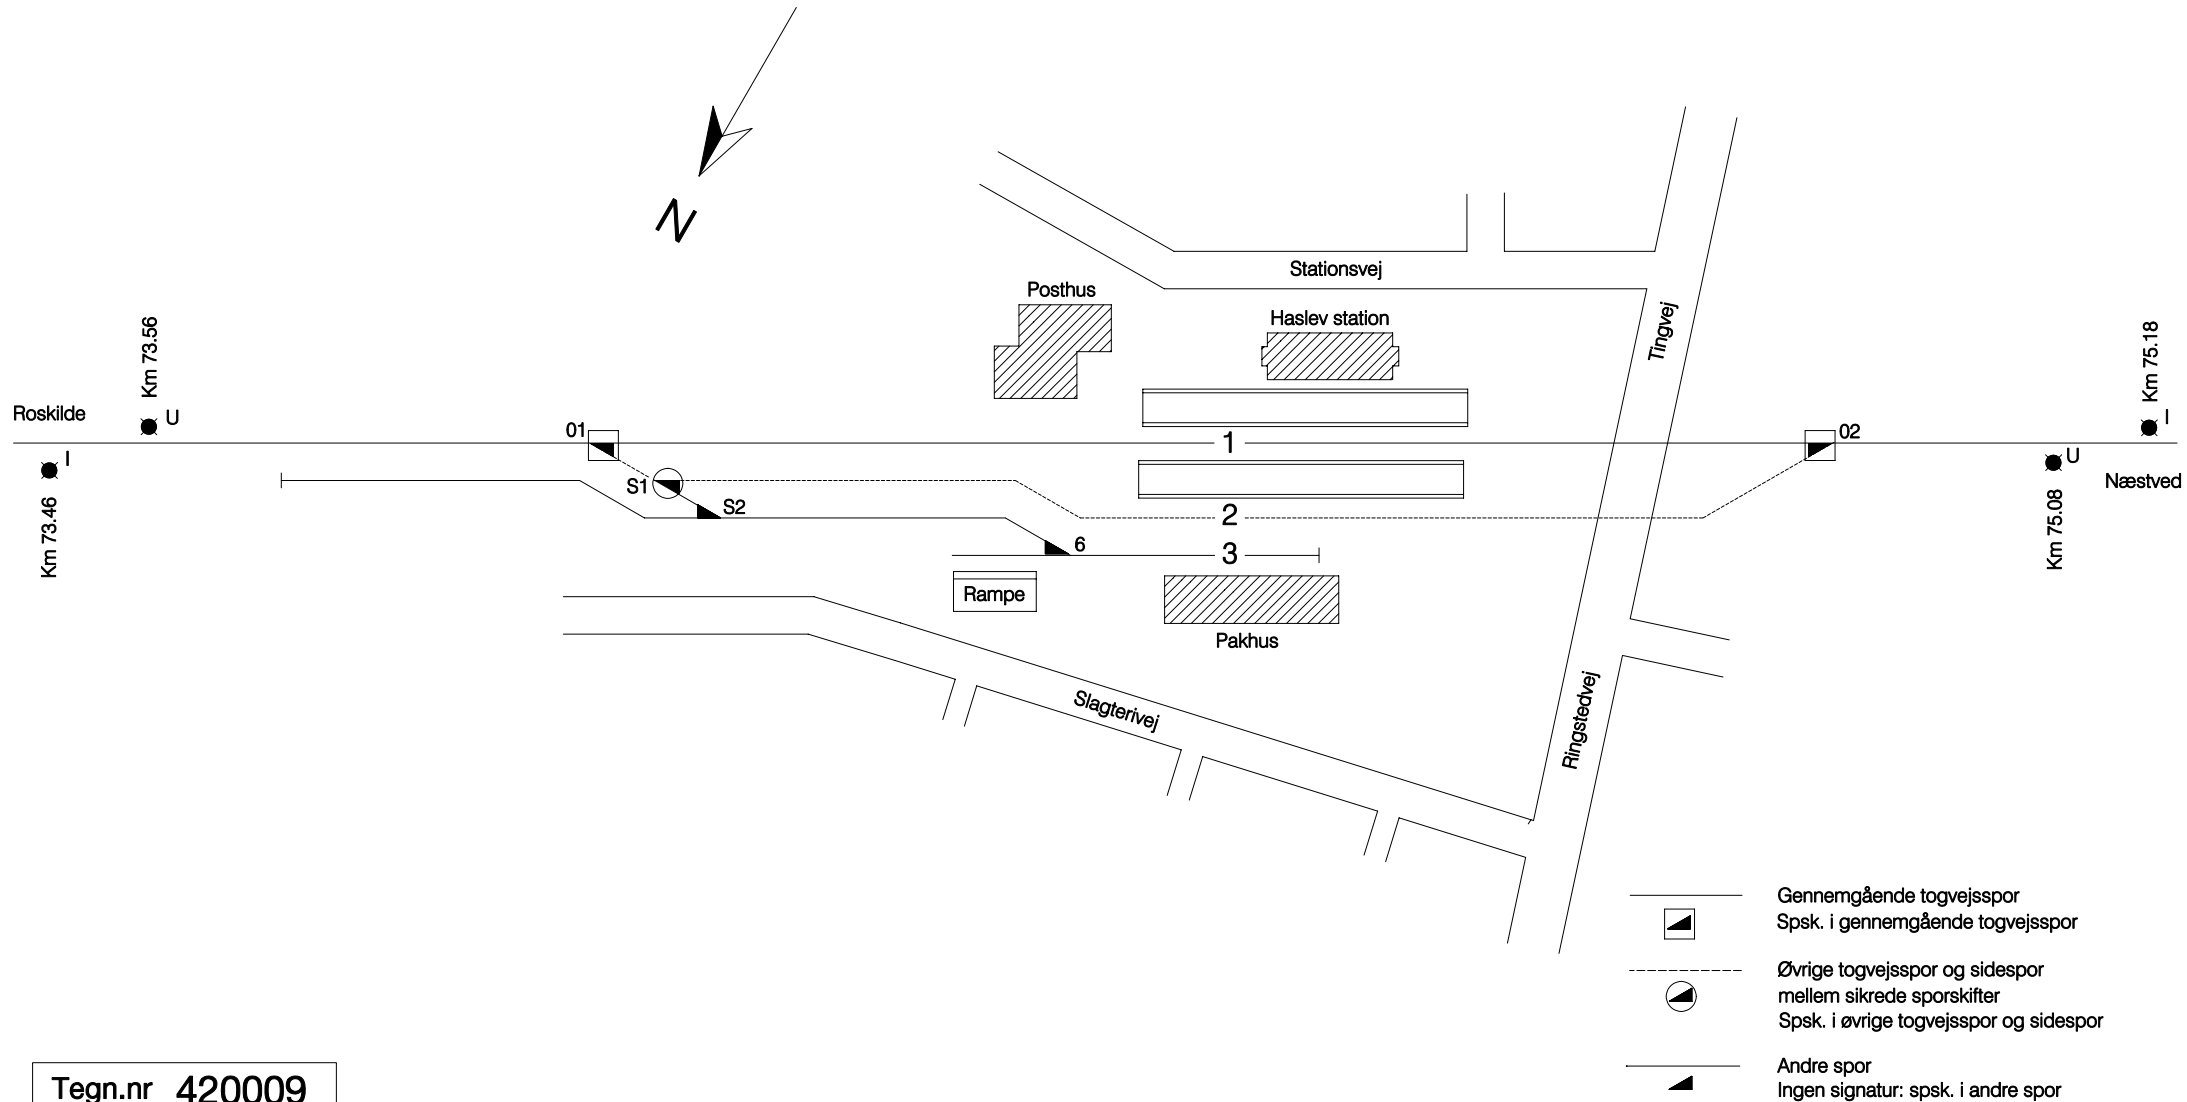 N
Stationsvej
Posthus
Haslev station
Tingvej
Km 73.56
Km 75.18
Roskilde
U
I
01
1
02
I
U
S1
Næstved
S2
2
Km 73.46
Km 75.08
6
3
Rampe
Pakhus
Slagterivej
Ringstedvej
Gennemgående togvejsspor
Spsk. i gennemgående togvejsspor
Øvrige togvejsspor og sidespor
mellem sikrede sporskifter
Spsk. i øvrige togvejsspor og sidespor
Andre spor
Ingen signatur: spsk. i andre spor
Tegn.nr 420009